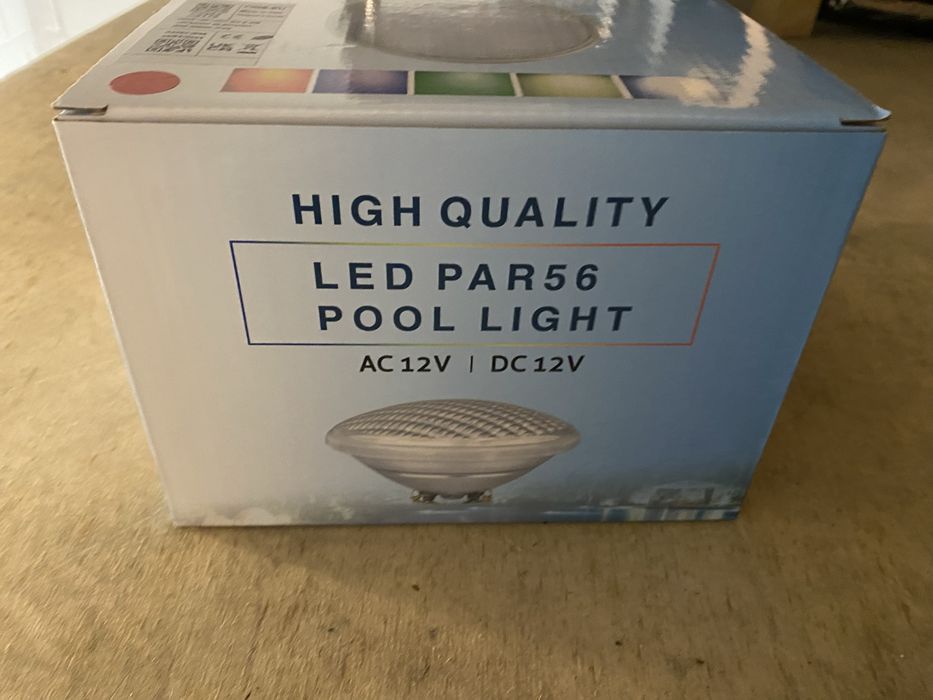 HIGH QUALITY
LED PAR56
POOL LIGHT
AC 12V | DC 12V